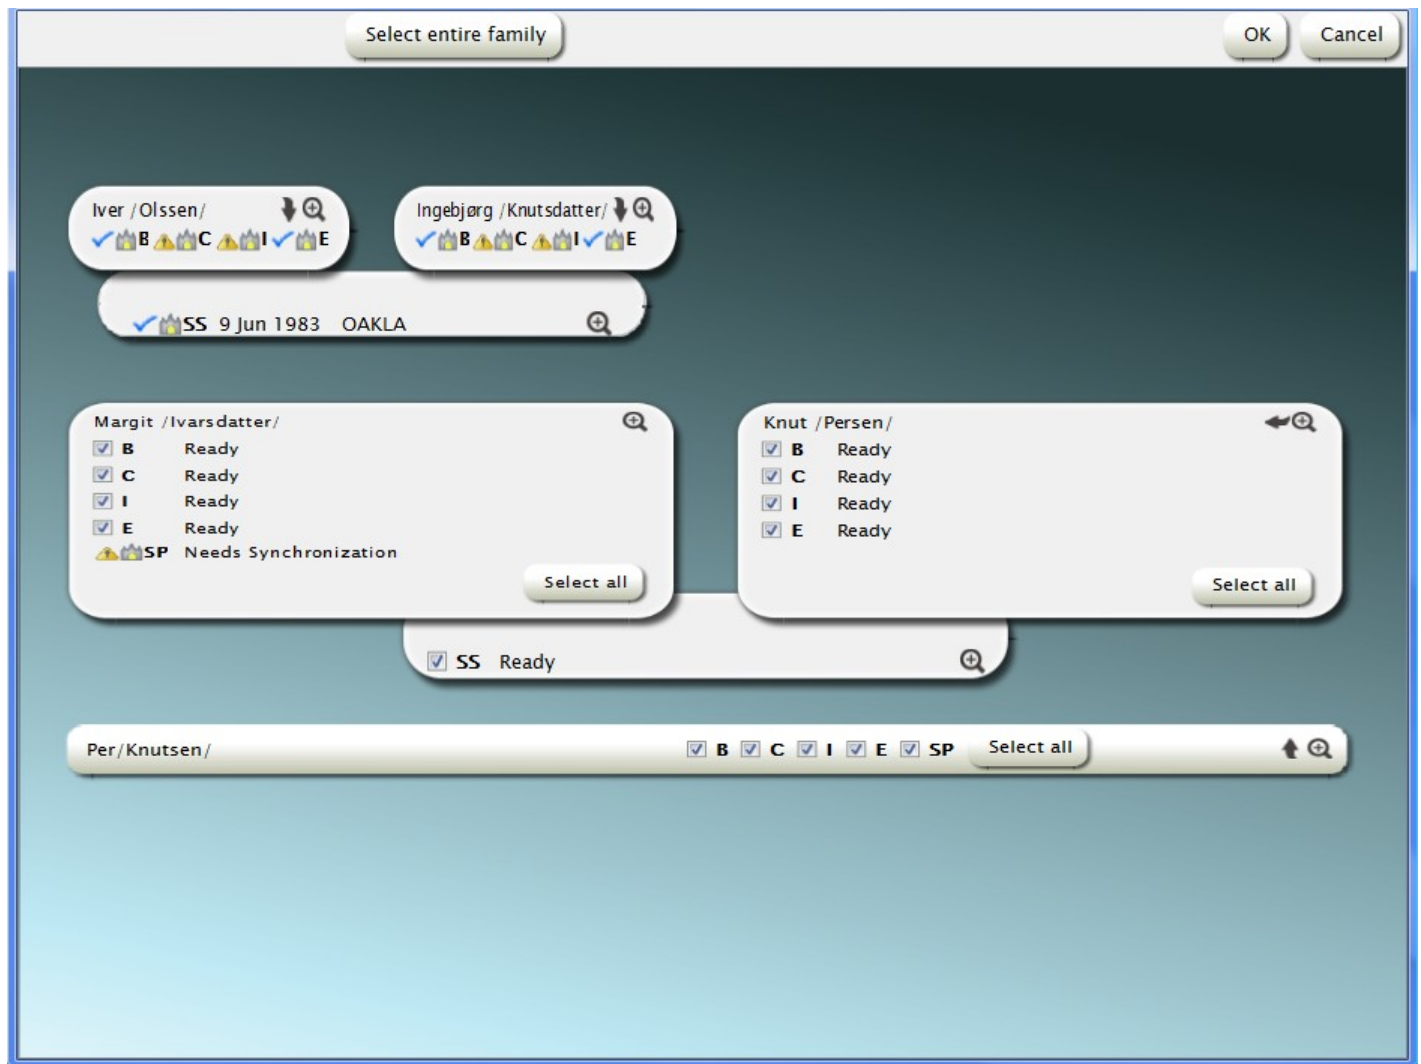 Select entire family OK Cancel
Iver /Olssen/
B C I E
Ingebjørg /Knutsdatter/
B C I E
SS 9 Jun 1983 OAKLA
Margit /Ivarsdatter/
B Ready
C Ready
I Ready
E Ready
SP Needs Synchronization
Select all
Knut /Persen/
B Ready
C Ready
I Ready
E Ready
Select all
SS Ready
Per/Knutsen/ B C I E SP Select all